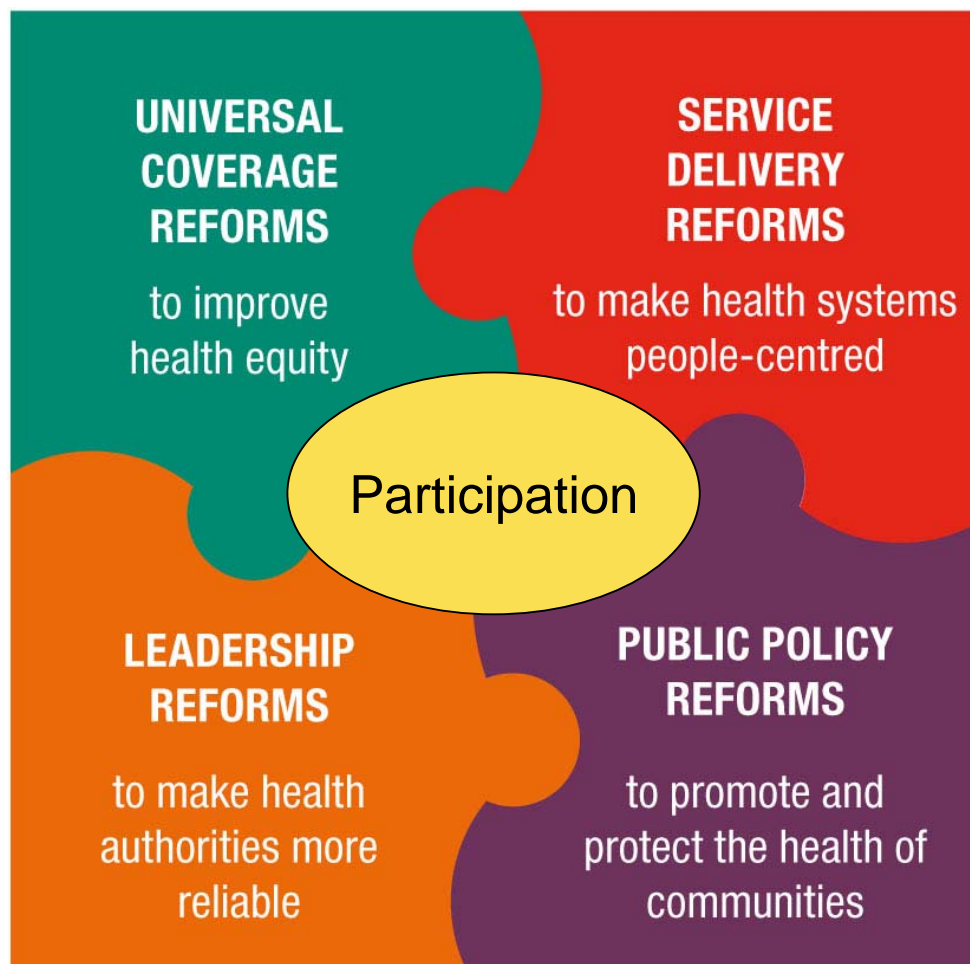 UNIVERSAL
COVERAGE
REFORMS
to improve
health equity
SERVICE
DELIVERY
REFORMS
to make health systems
people-centred
Participation
LEADERSHIP
REFORMS
to make health
authorities more
reliable
PUBLIC POLICY
REFORMS
to promote and
protect the health of
communities